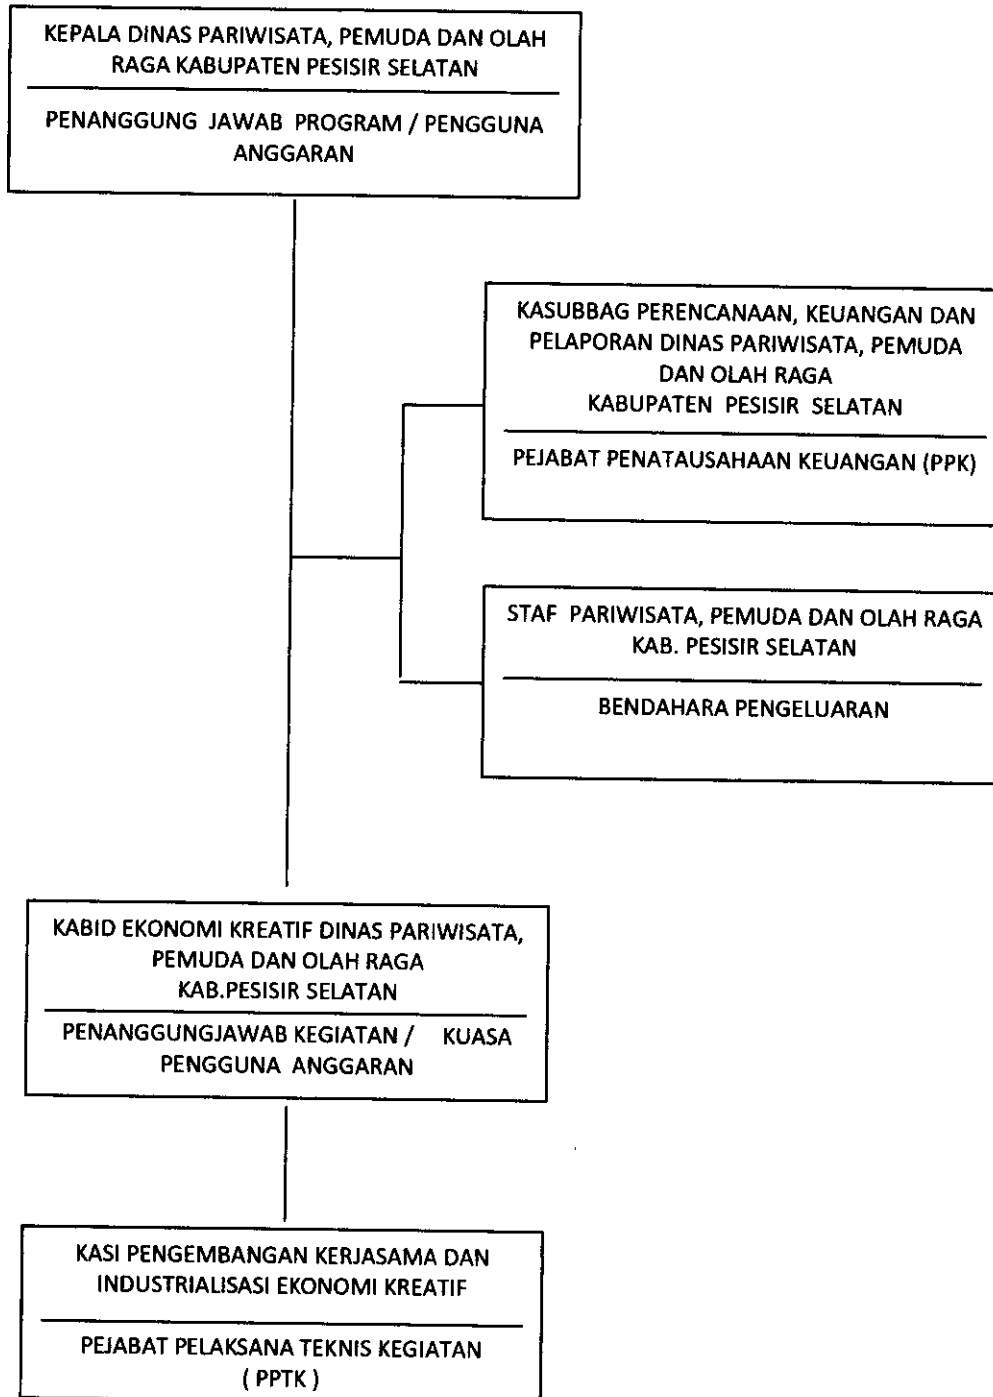 KEPALA DINAS PARIWISATA, PEMUDA DAN OLAH
RAGA KABUPATEN PESISIR SELATAN
PENANGGUNG JAWAB PROGRAM / PENGGUNA
ANGGARAN
KASUBBAG PERENCANAAN, KEUANGAN DAN
PELAPORAN DINAS PARIWISATA, PEMUDA
DAN OLAH RAGA
KABUPATEN PESISIR SELATAN
PEJABAT PENATAUSAHAAN KEUANGAN (PPK)
STAF PARIWISATA, PEMUDA DAN OLAH RAGA
KAB. PESISIR SELATAN
BENDAHARA PENGELUARAN
KABID EKONOMI KREATIF DINAS PARIWISATA,
PEMUDA DAN OLAH RAGA
KAB.PESISIR SELATAN
PENANGGUNGJAWAB KEGIATAN / KUASA
PENGGUNA ANGGARAN
KASI PENGEMBANGAN KERJASAMA DAN
INDUSTRIALISASI EKONOMI KREATIF
PEJABAT PELAKSANA TEKNIS KEGIATAN
( PPTK )